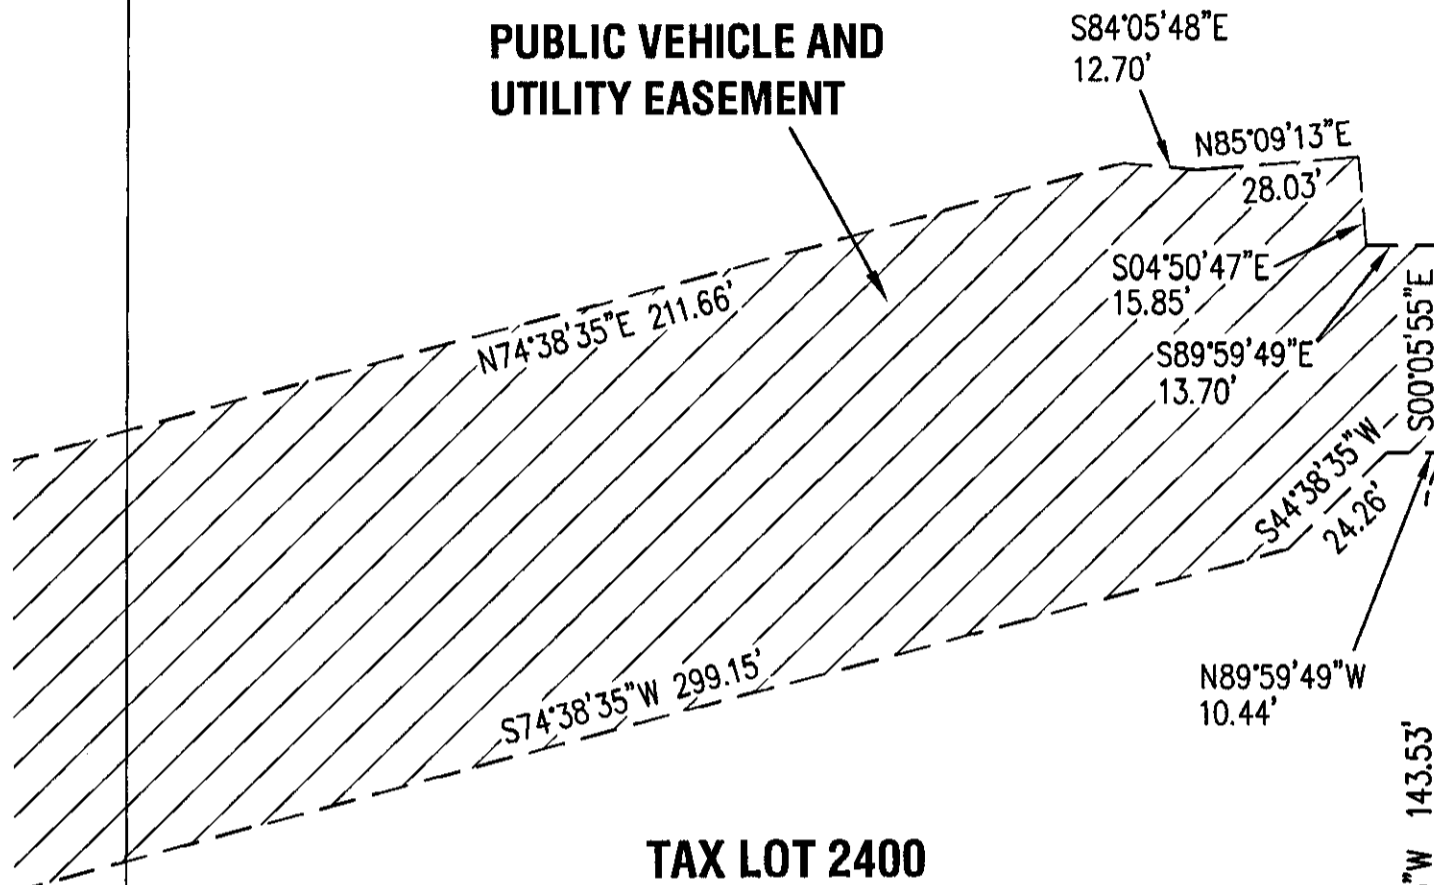 PUBLIC VEHICLE AND
UTILITY EASEMENT
S84°05'48"E
12.70'
N85°09'13"E
28.03'
S04°50'47"E
15.85'
S89°59'49"E
13.70'
S00°05'55"E
N74°38'35"E 211.66'
S44°38'35"W
24.26'
S74°38'35"W 299.15'
N89°59'49"W
10.44'
"W 143.53'
TAX LOT 2400